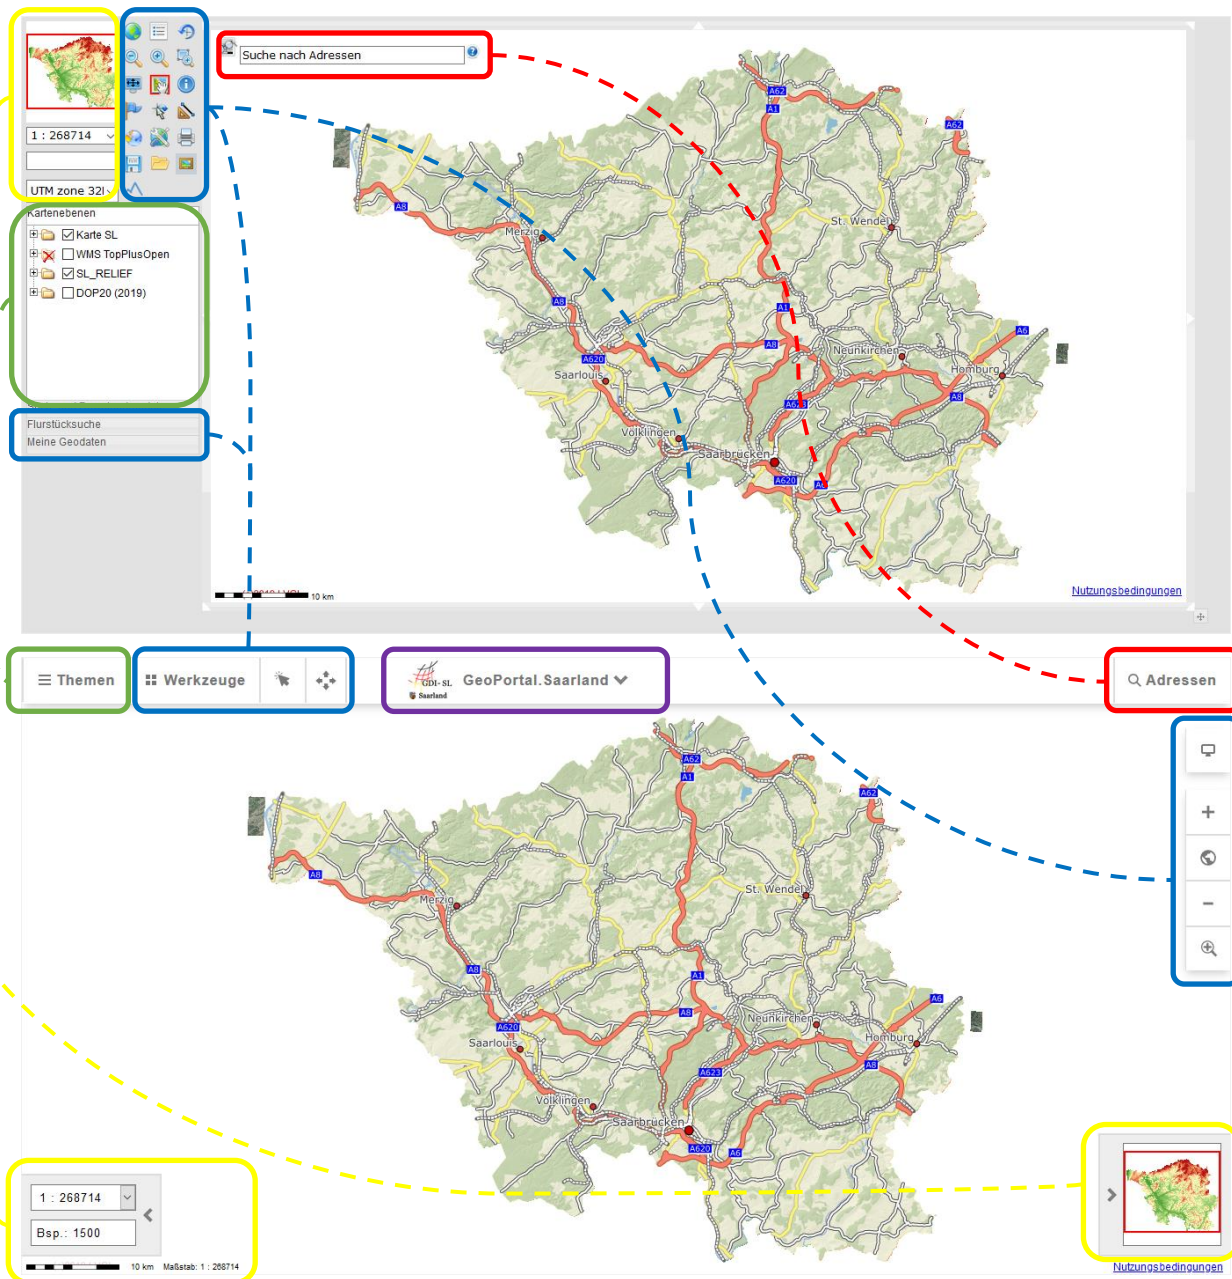 Suche nach Adressen
1 : 268714
UTM zone 32
Kartenebenen
Karte SL
WMS TopPlusOpen
SL_RELIEF
DOP20 (2019)
Flurstücksuche
Meine Geodaten
A62
A1
A62
A8
Merzig
St. Wendel
A8
A1
A620
A8
Neunkirchen
A6
Saarlouis
Homburg
A623
A8
Völklingen
Saarbrücken
A620
A6
10 km
Nutzungsbedingungen
Themen
Werkzeuge
GDI-SL
Saarland
GeoPortal.Saarland
Adressen
A62
A1
A62
A8
Merzig
St. Wendel
A8
A1
A620
A8
Neunkirchen
A6
Saarlouis
Homburg
A623
A8
Völklingen
Saarbrücken
A620
A6
1 : 268714
Bsp.: 1500
10 km Maßstab: 1 : 268714
Nutzungsbedingungen